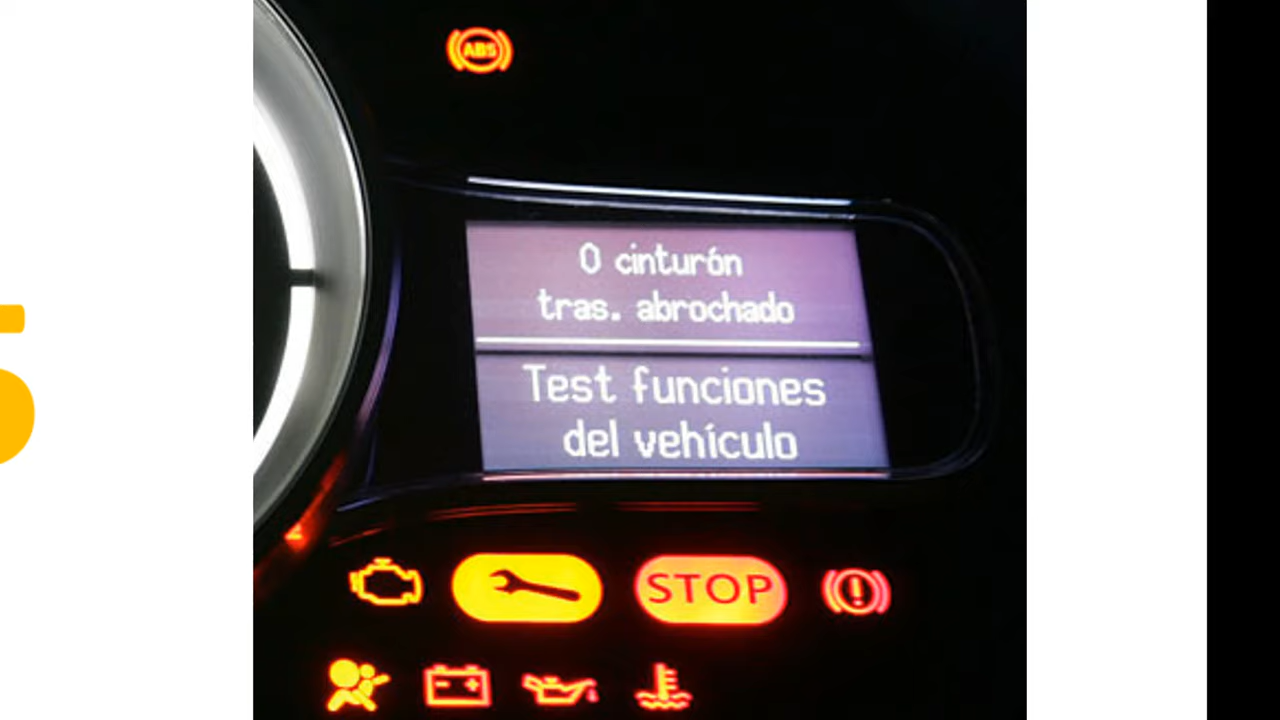 ABS
0 cinturón
tras. abrochado
Test funciones
del vehículo
STOP